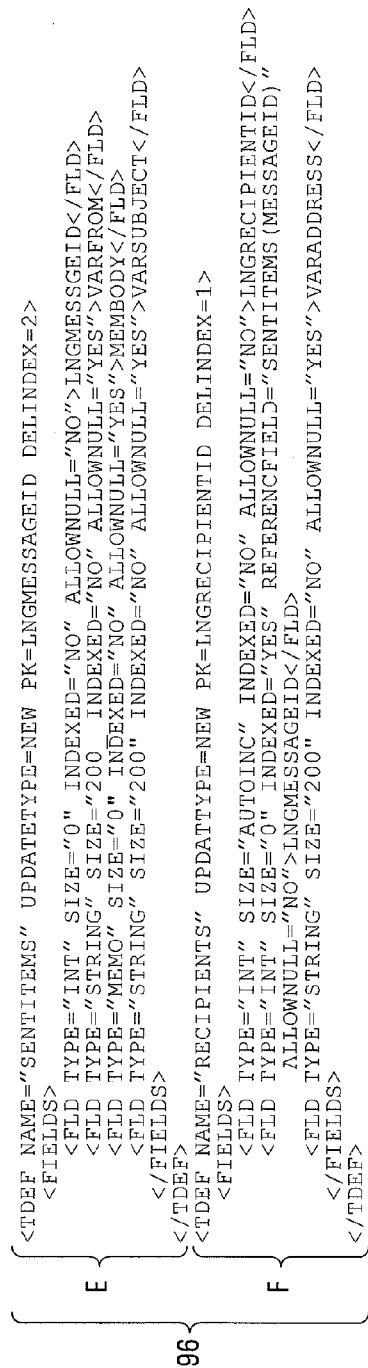 <TDEF NAME="SENTITEMS" UPDATETYPE=NEW PK=LNGMESSAGEID DELINDEX=2>
<FIELDS>
<FLD TYPE="INT" SIZE="0" INDEXED="NO" ALLOWNULL="NO">LNGMESSGEID</FLD>
<FLD TYPE="STRING" SIZE="200 INDEXED="NO" ALLOWNULL="YES">VARFROM</FLD>
<FLD TYPE="MEMO" SIZE="0" INDEXED="NO" ALLOWNULL="YES">MEMBODY</FLD>
<FLD TYPE="STRING" SIZE="200" INDEXED="NO" ALLOWNULL="YES">VARSUBJECT</FLD>
</FIELDS>
</TDEF>
<TDEF NAME="RECIPIENTS" UPDATTYPE=NEW PK=LNGRECIPIENTID DELINDEX=1>
<FIELDS>
<FLD TYPE="INT" SIZE="AUTOINC" INDEXED="NO" ALLOWNULL="NO">LNGRECIPIENTID</FLD>
<FLD TYPE="INT" SIZE="0" INDEXED="YES" REFERENCFIELD="SENTITEMS(MESSAGEID)"
ALLOWNULL="NO">LNGMESSAGEID</FLD>
<FLD TYPE="STRING" SIZE="200" INDEXED="NO" ALLOWNULL="YES">VARADDRESS</FLD>
</FIELDS>
</TDEF>
E
F
96